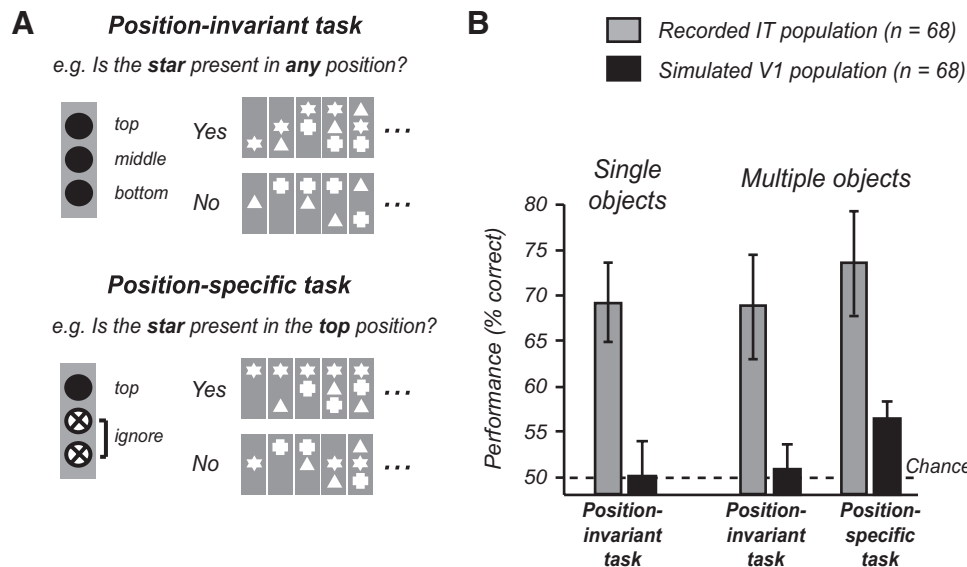 A
Position-invariant task
e.g. Is the star present in any position?
top
middle
bottom
Yes
...
No
...
Position-specific task
e.g. Is the star present in the top position?
top
ignore
Yes
...
No
...
B
Recorded IT population (n = 68)
Simulated V1 population (n = 68)
Single
objects
Multiple objects
Performance (% correct)
80
75
70
65
60
55
50
Chance
Position-
invariant
task
Position-
invariant
task
Position-
specific
task